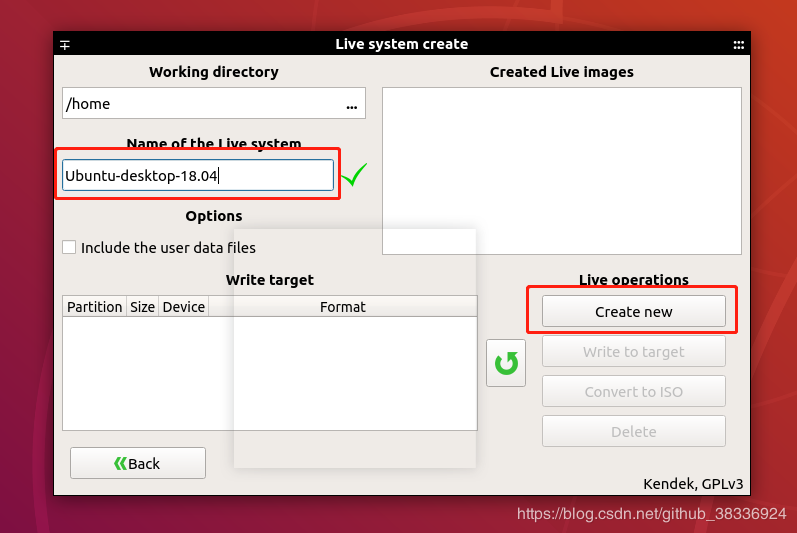 Live system create
Working directory
/home
...
Name of the Live system
Ubuntu-desktop-18.04
Options
Include the user data files
Created Live images
Write target
Partition Size Device Format
Live operations
Create new
Write to target
Convert to ISO
Delete
Back
Kendek, GPLv3
https://blog.csdn.net/github_38336924